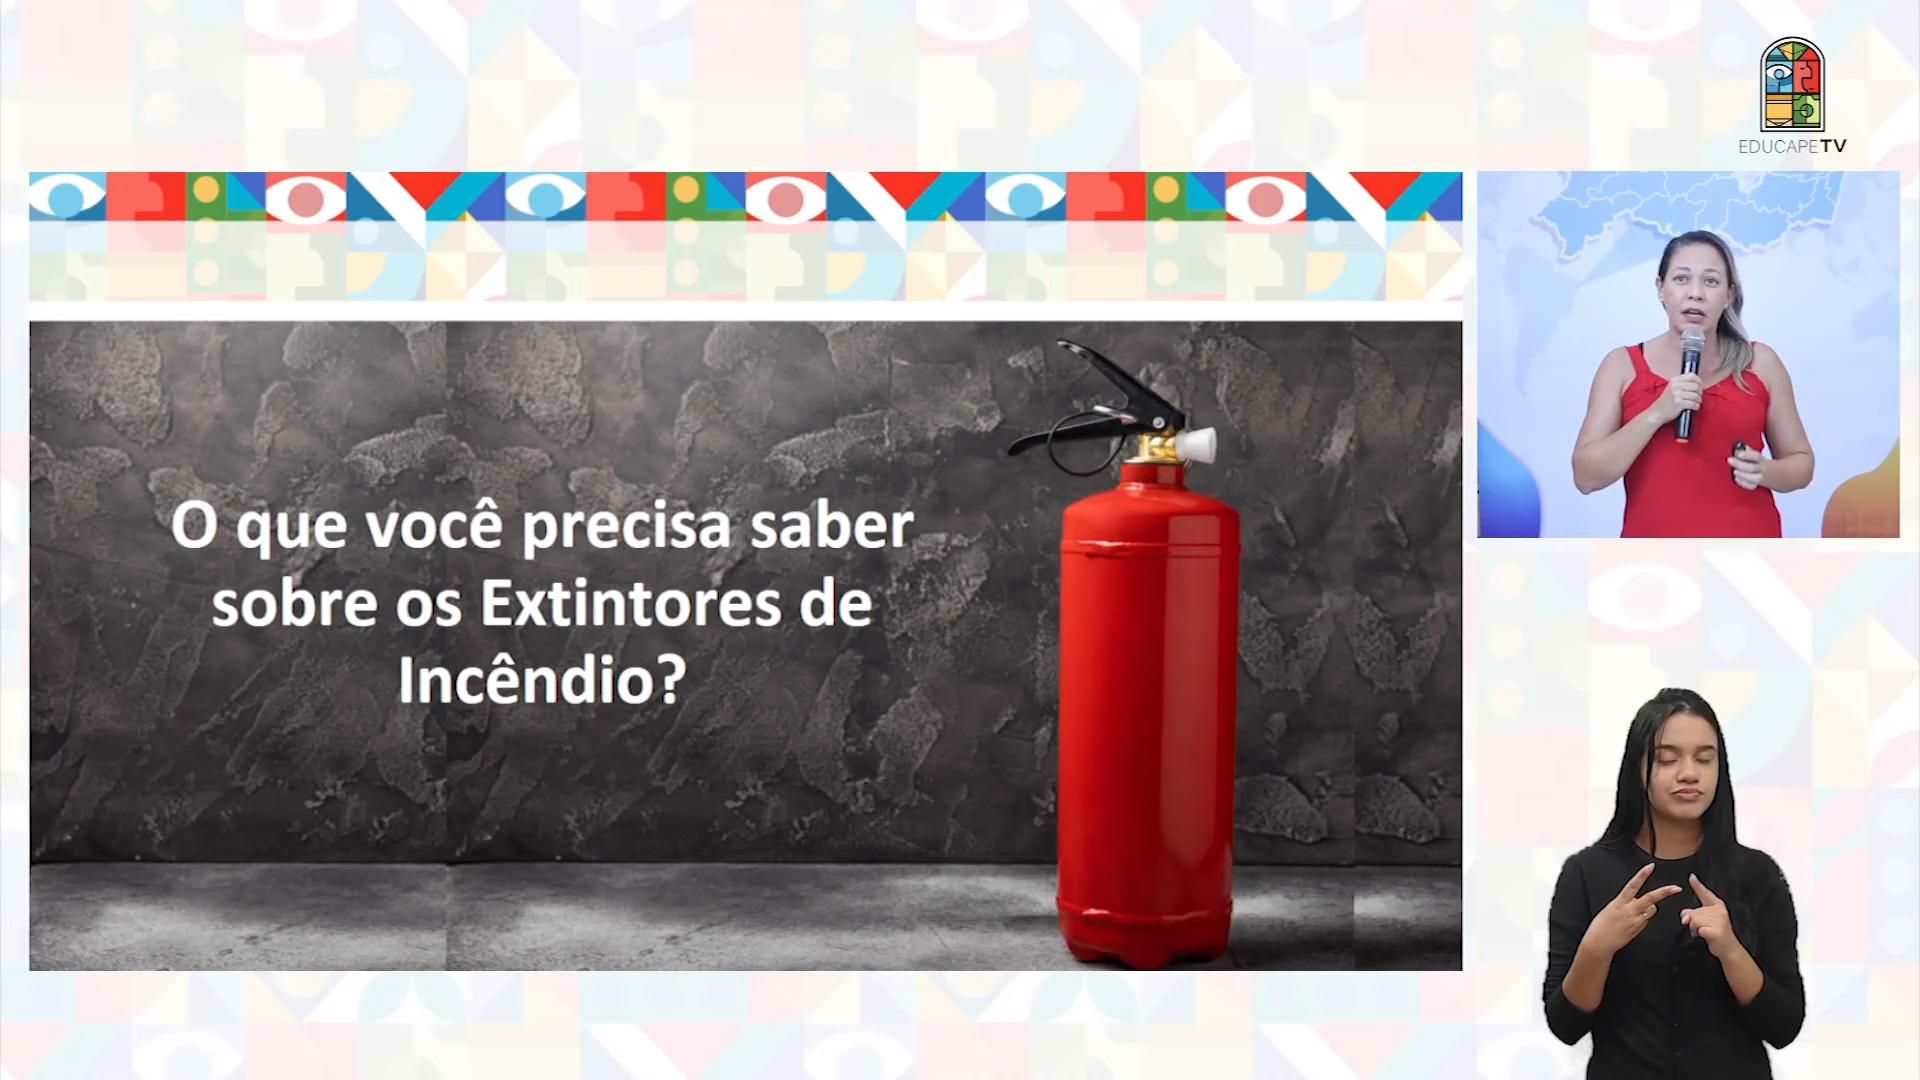 EDUCAPETV
O que você precisa saber
sobre os Extintores de
Incêndio?